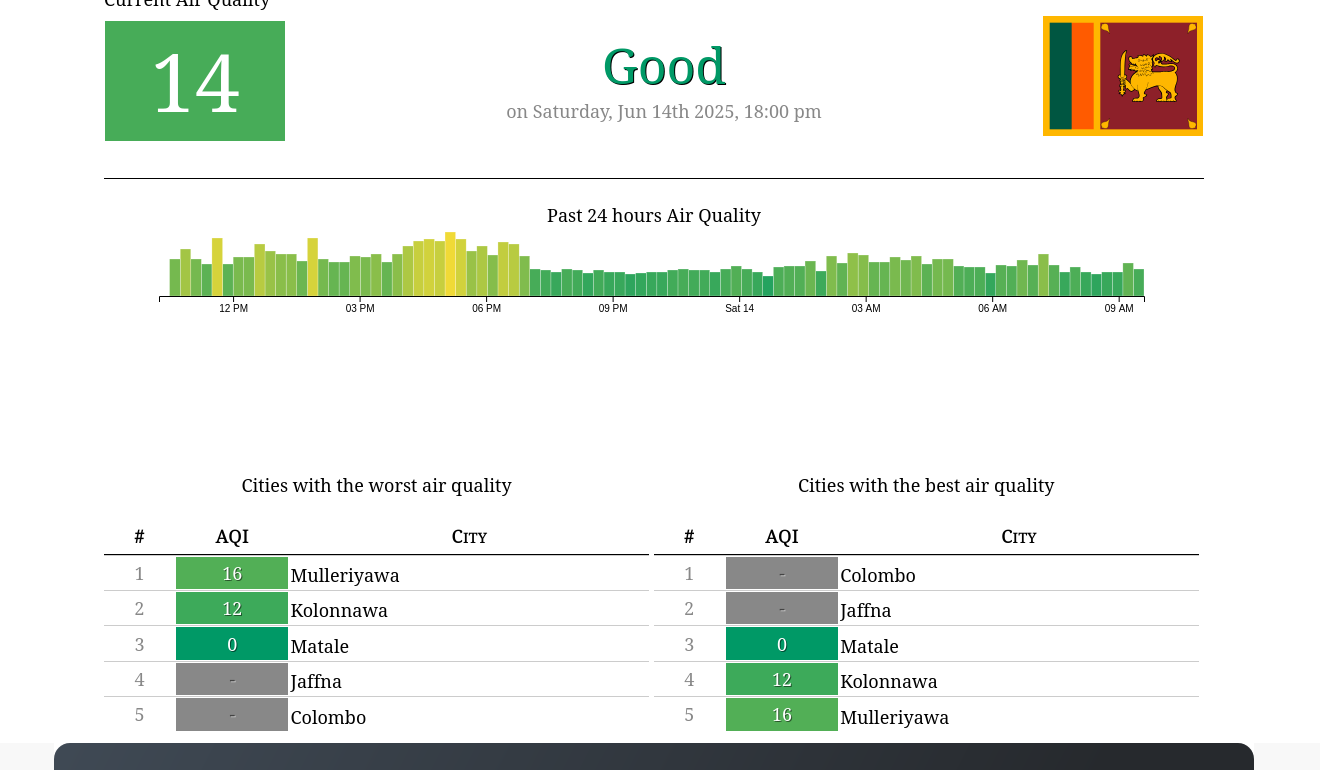 Current Air Quality
14
Good
on Saturday, Jun 14th 2025, 18:00 pm
Past 24 hours Air Quality
12 PM 03 PM 06 PM 09 PM Sat 14 03 AM 06 AM 09 AM
Cities with the worst air quality
# AQI City
1 16 Mulleriyawa
2 12 Kolonnawa
3 0 Matale
4 - Jaffna
5 - Colombo
Cities with the best air quality
# AQI City
1 - Colombo
2 - Jaffna
3 0 Matale
4 12 Kolonnawa
5 16 Mulleriyawa